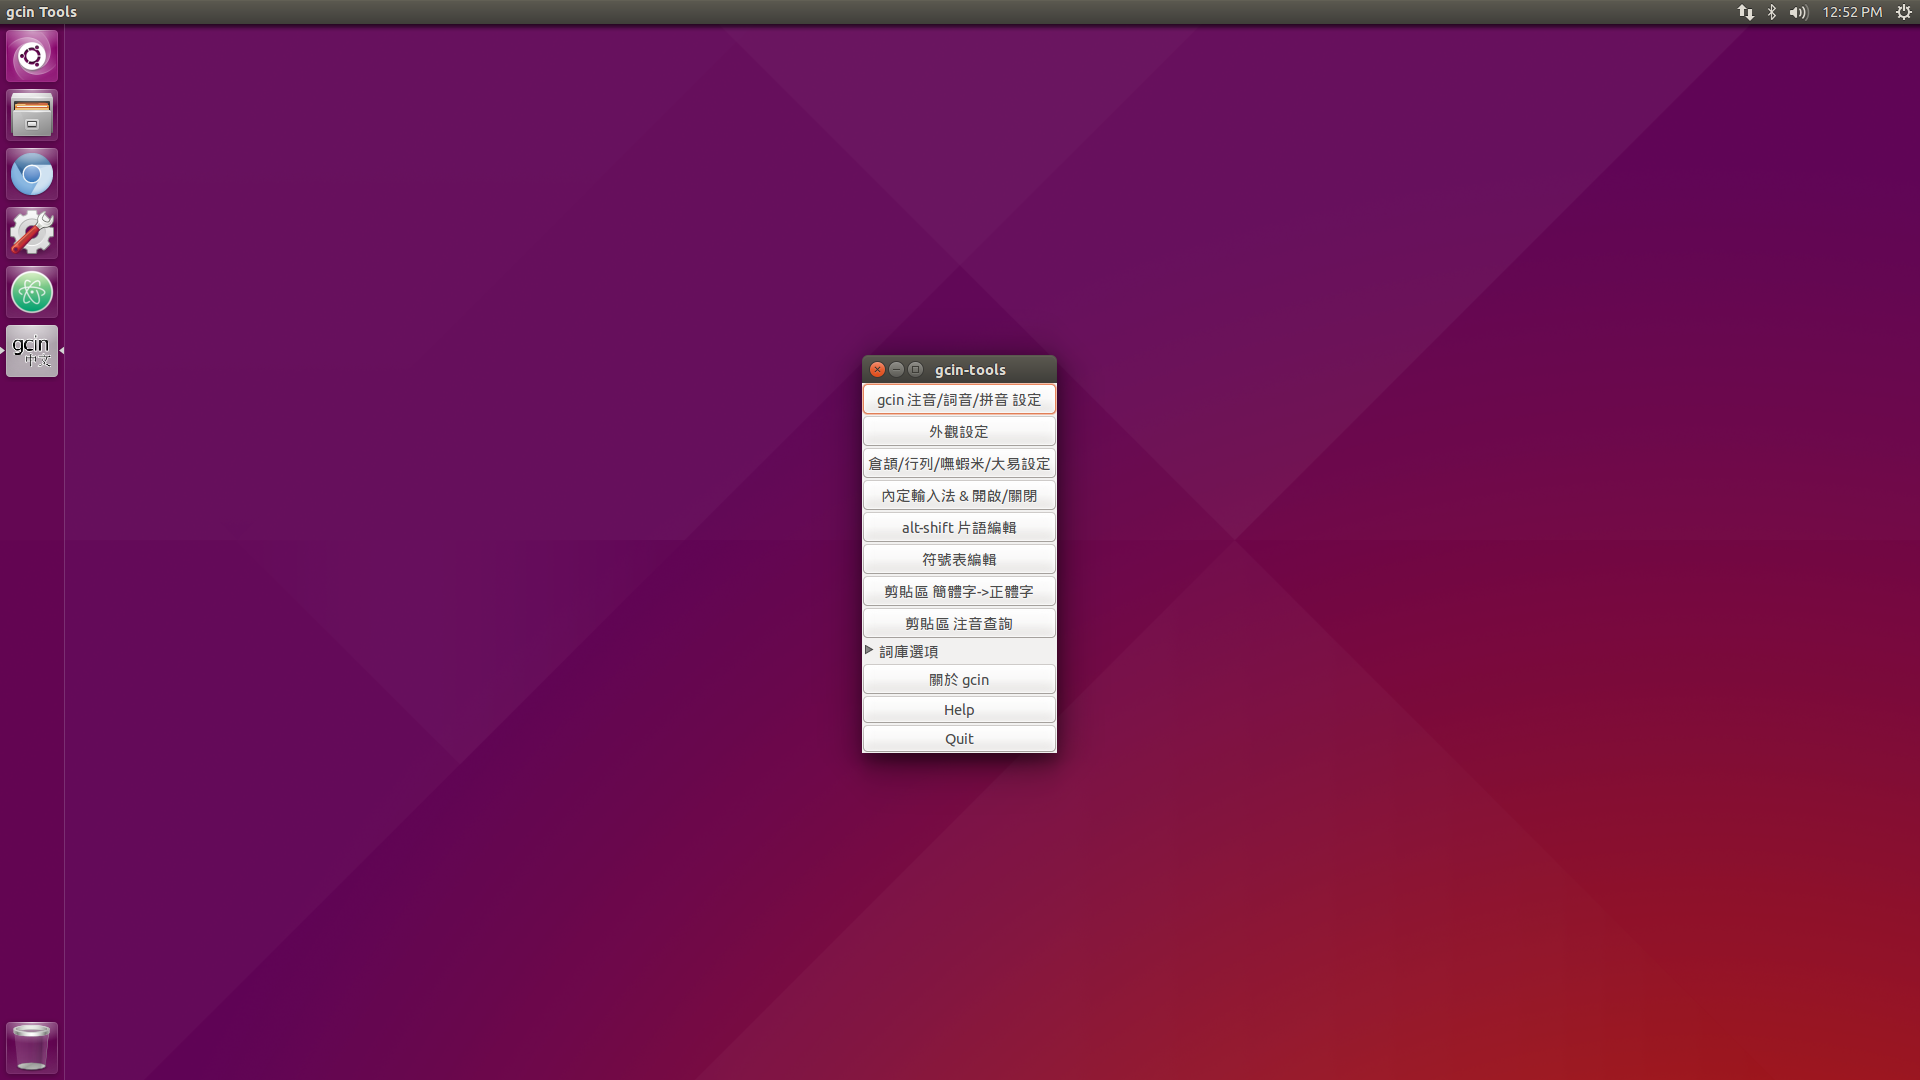 gcin Tools
12:52 PM
gcin
中文
gcin-tools
gcin 注音/詞音/拼音 設定
外觀設定
倉頡/行列/嘸蝦米/大易設定
內定輸入法 & 開啟/關閉
alt-shift 片語編輯
符號表編輯
剪貼區 簡體字->正體字
剪貼區 注音查詢
詞庫選項
關於 gcin
Help
Quit